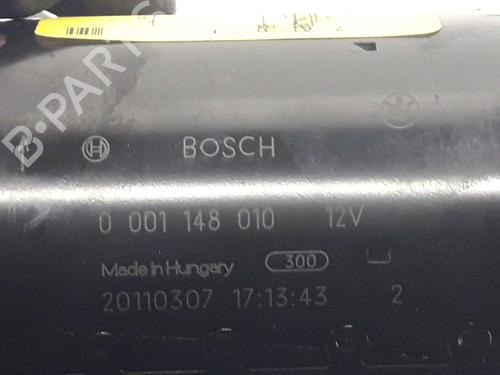 BOSCH
0 001 148 010 12V
Made in Hungary 300
20110307 17:13:43 2
B-PARTS